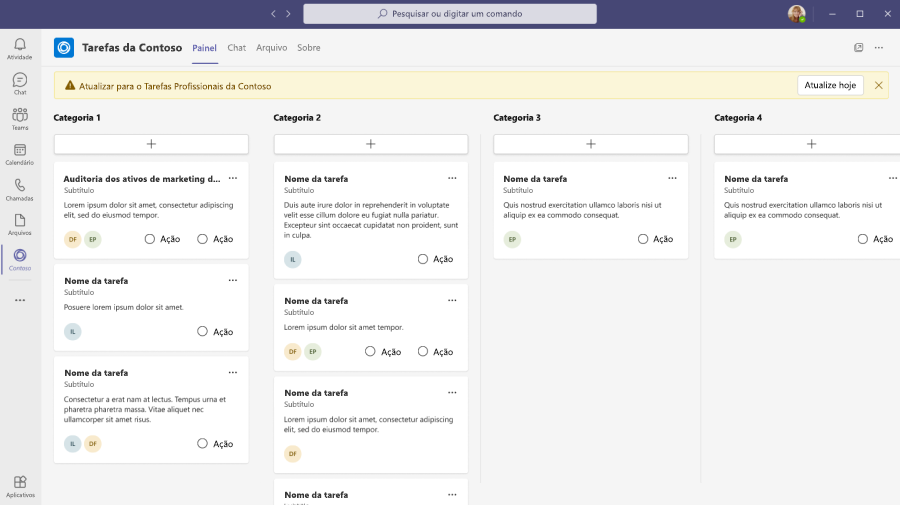 Pesquisar ou digitar um comando
Atividade
Chat
Teams
Calendário
Chamadas
Arquivos
Contoso
Aplicativos
Tarefas da Contoso
Painel
Chat
Arquivo
Sobre
Atualizar para o Tarefas Profissionais da Contoso
Atualize hoje
Categoria 1
Auditoria dos ativos de marketing d...
Subtítulo
Lorem ipsum dolor sit amet, consectetur adipiscing
elit, sed do eiusmod tempor.
DF EP Ação Ação
Nome da tarefa
Subtítulo
Posuere lorem ipsum dolor sit amet.
IL Ação
Nome da tarefa
Subtítulo
Consectetur a erat nam at lectus. Tempus urna et
pharetra pharetra massa. Vitae aliquet nec
ullamcorper sit amet risus.
IL DF Ação
Categoria 2
Nome da tarefa
Subtítulo
Duis aute irure dolor in reprehenderit in voluptate
velit esse cillum dolore eu fugiat nulla pariatur.
Excepteur sint occaecat cupidatat non proident, sunt
in culpa.
IL Ação
Nome da tarefa
Subtítulo
Lorem ipsum dolor sit amet tempor.
DF EP Ação Ação
Nome da tarefa
Subtítulo
Lorem ipsum dolor sit amet, consectetur adipiscing
elit, sed do eiusmod tempor.
DF
Nome da tarefa
Subtítulo
Categoria 3
Nome da tarefa
Subtítulo
Quis nostrud exercitation ullamco laboris nisi ut
aliquip ex ea commodo consequat.
EP Ação
Categoria 4
Nome da tarefa
Subtítulo
Quis nostrud exercitation ullamco laboris nisi ut
aliquip ex ea commodo consequat.
EP Ação